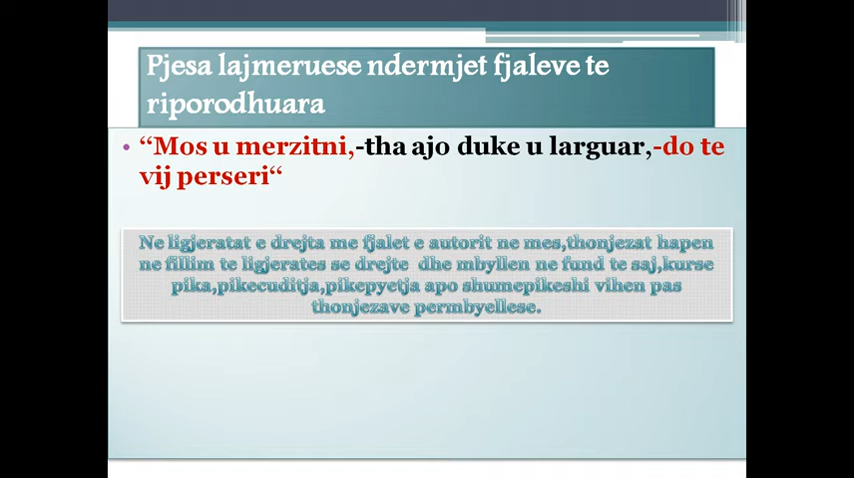 Pjesa lajmeruese ndermjet fjaleve te
riporodhuara
• “Mos u merzitni,-tha ajo duke u larguar,-do te
vij perseri“
Ne ligjeratat e drejta me fjalet e autorit ne mes,thonjezat hapen
ne fillim te ligjerates se drejte dhe mbyllen ne fund te saj,kurse
pika,pikecuditja,pikepyetja apo shumepikeshi vihen pas
thonjezave permbyellese.